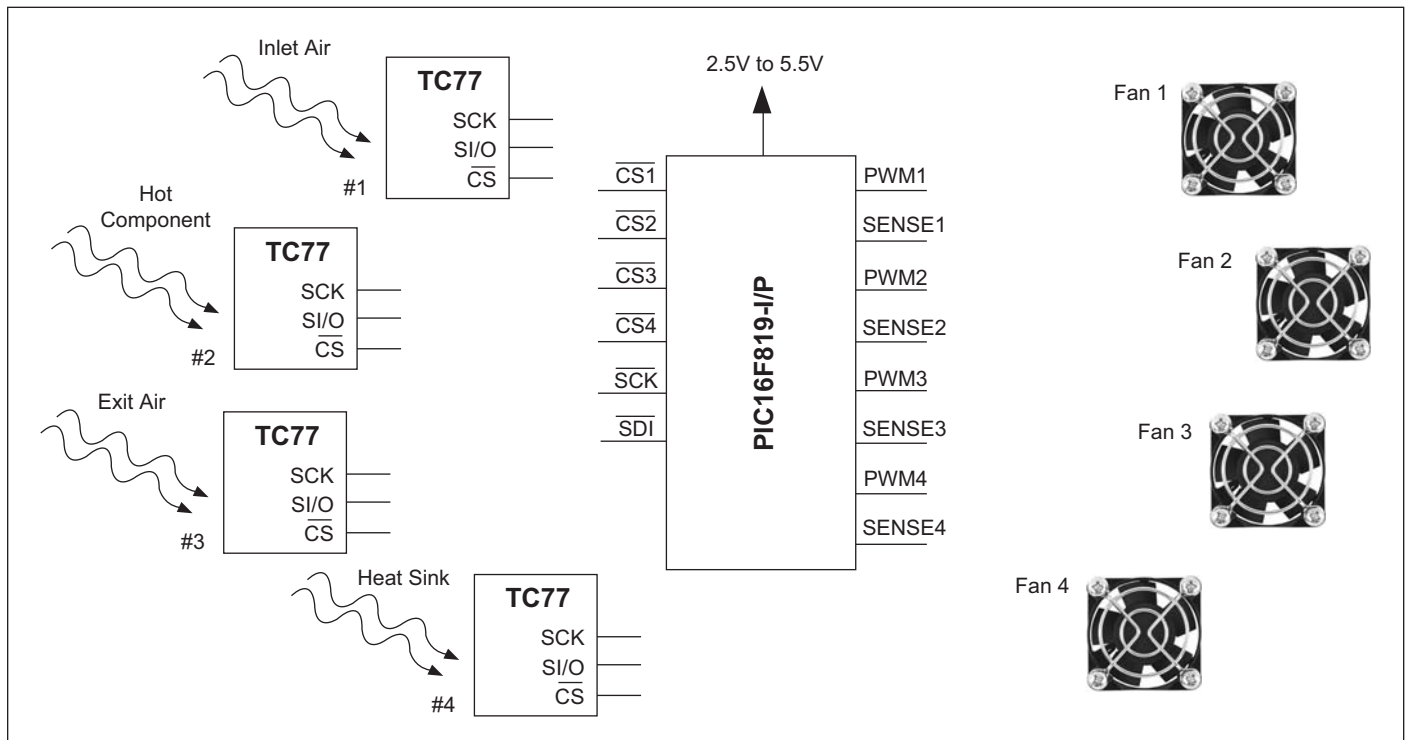 Inlet Air
TC77
SCK
SI/O
CS
#1
Hot
Component
TC77
SCK
SI/O
CS
#2
Exit Air
TC77
SCK
SI/O
CS
#3
Heat Sink
TC77
SCK
SI/O
CS
#4
2.5V to 5.5V
CS1
CS2
CS3
CS4
SCK
SDI
PIC16F819-I/P
PWM1
SENSE1
PWM2
SENSE2
PWM3
SENSE3
PWM4
SENSE4
Fan 1
Fan 2
Fan 3
Fan 4